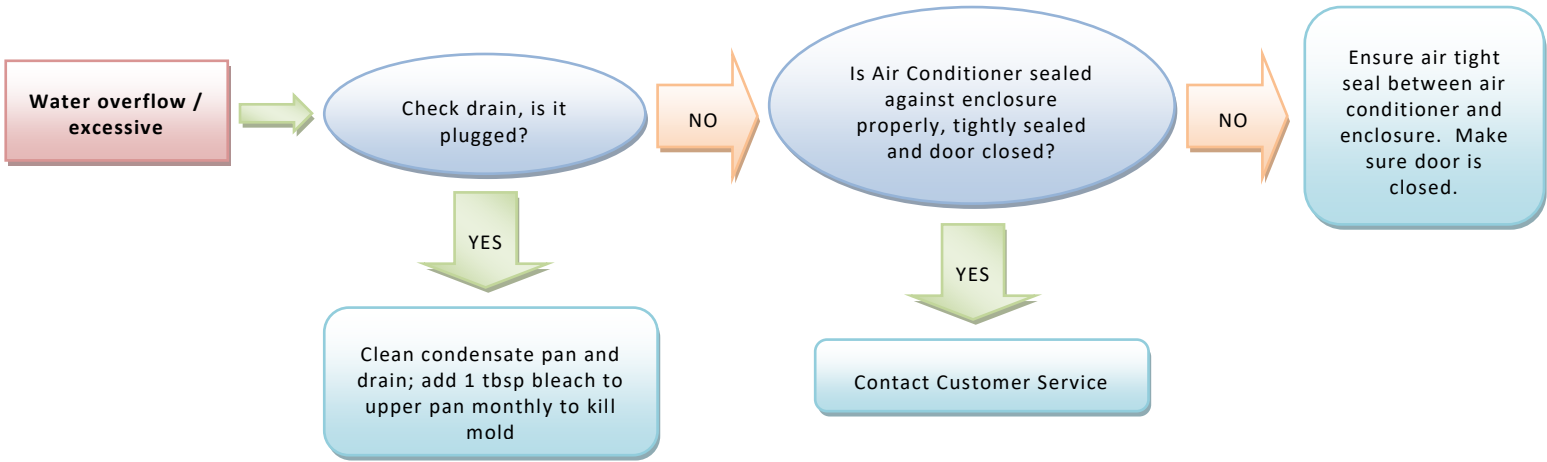 Water overflow /
excessive
Check drain, is it
plugged?
NO
Is Air Conditioner sealed
against enclosure
properly, tightly sealed
and door closed?
NO
Ensure air tight
seal between air
conditioner and
enclosure.  Make
sure door is
closed.
YES
YES
Clean condensate pan and
drain; add 1 tbsp bleach to
upper pan monthly to kill
mold
Contact Customer Service